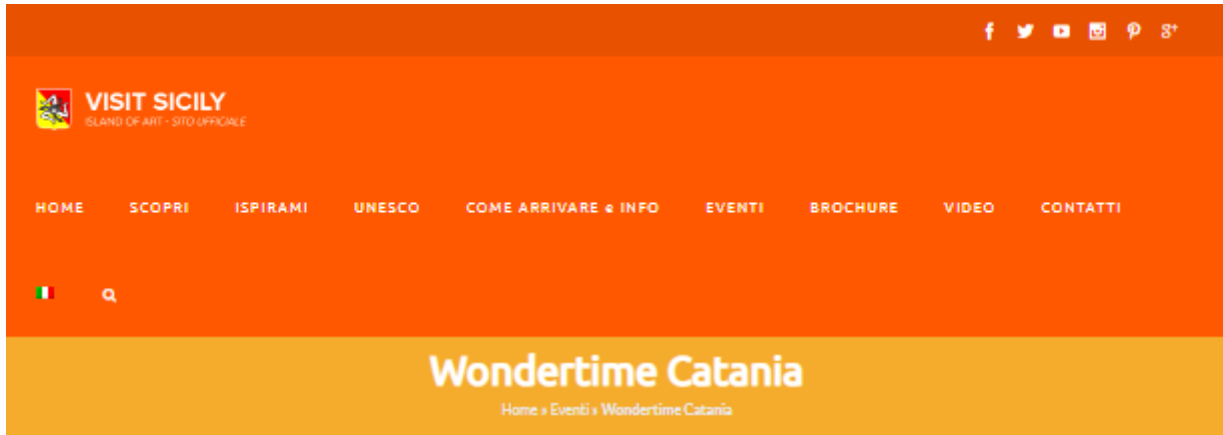 VISIT SICILY
ISLAND OF ART - SITO UFFICIALE
HOME SCOPRI ISPIRAMI UNESCO COME ARRIVARE e INFO EVENTI BROCHURE VIDEO CONTATTI
Wondertime Catania
Home » Eventi » Wondertime Catania